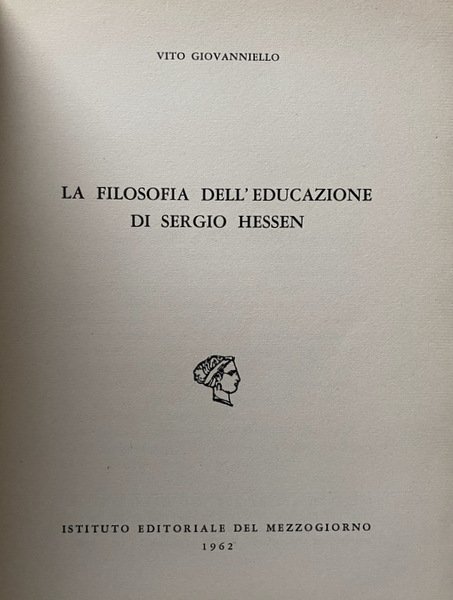 VITO GIOVANNIELLO
LA FILOSOFIA DELL'EDUCAZIONE
DI SERGIO HESSEN
ISTITUTO EDITORIALE DEL MEZZOGIORNO
1962